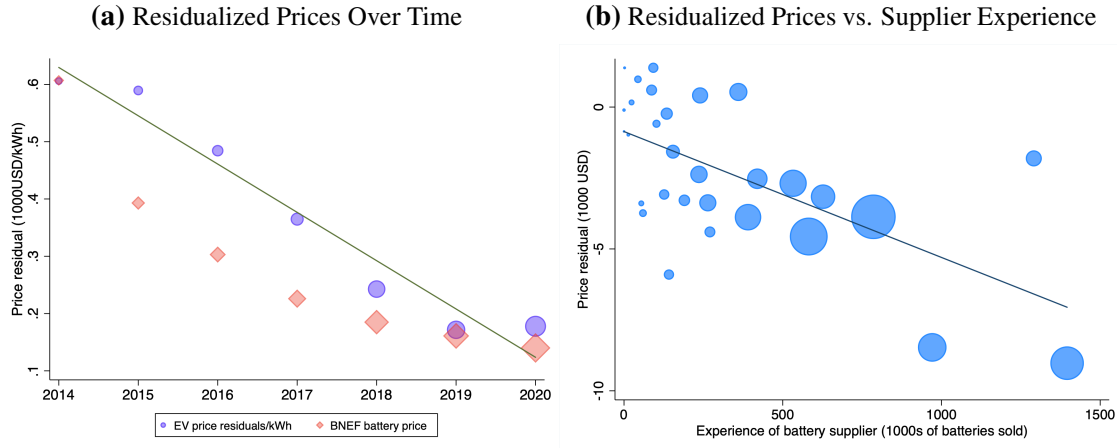 (a) Residualized Prices Over Time
Price residual (1000USD/kWh)
.6
.5
.4
.3
.2
.1
2014 2015 2016 2017 2018 2019 2020
EV price residuals/kWh BNEF battery price
(b) Residualized Prices vs. Supplier Experience
Price residual (1000 USD)
0
-5
-10
0 500 1000 1500
Experience of battery supplier (1000s of batteries sold)